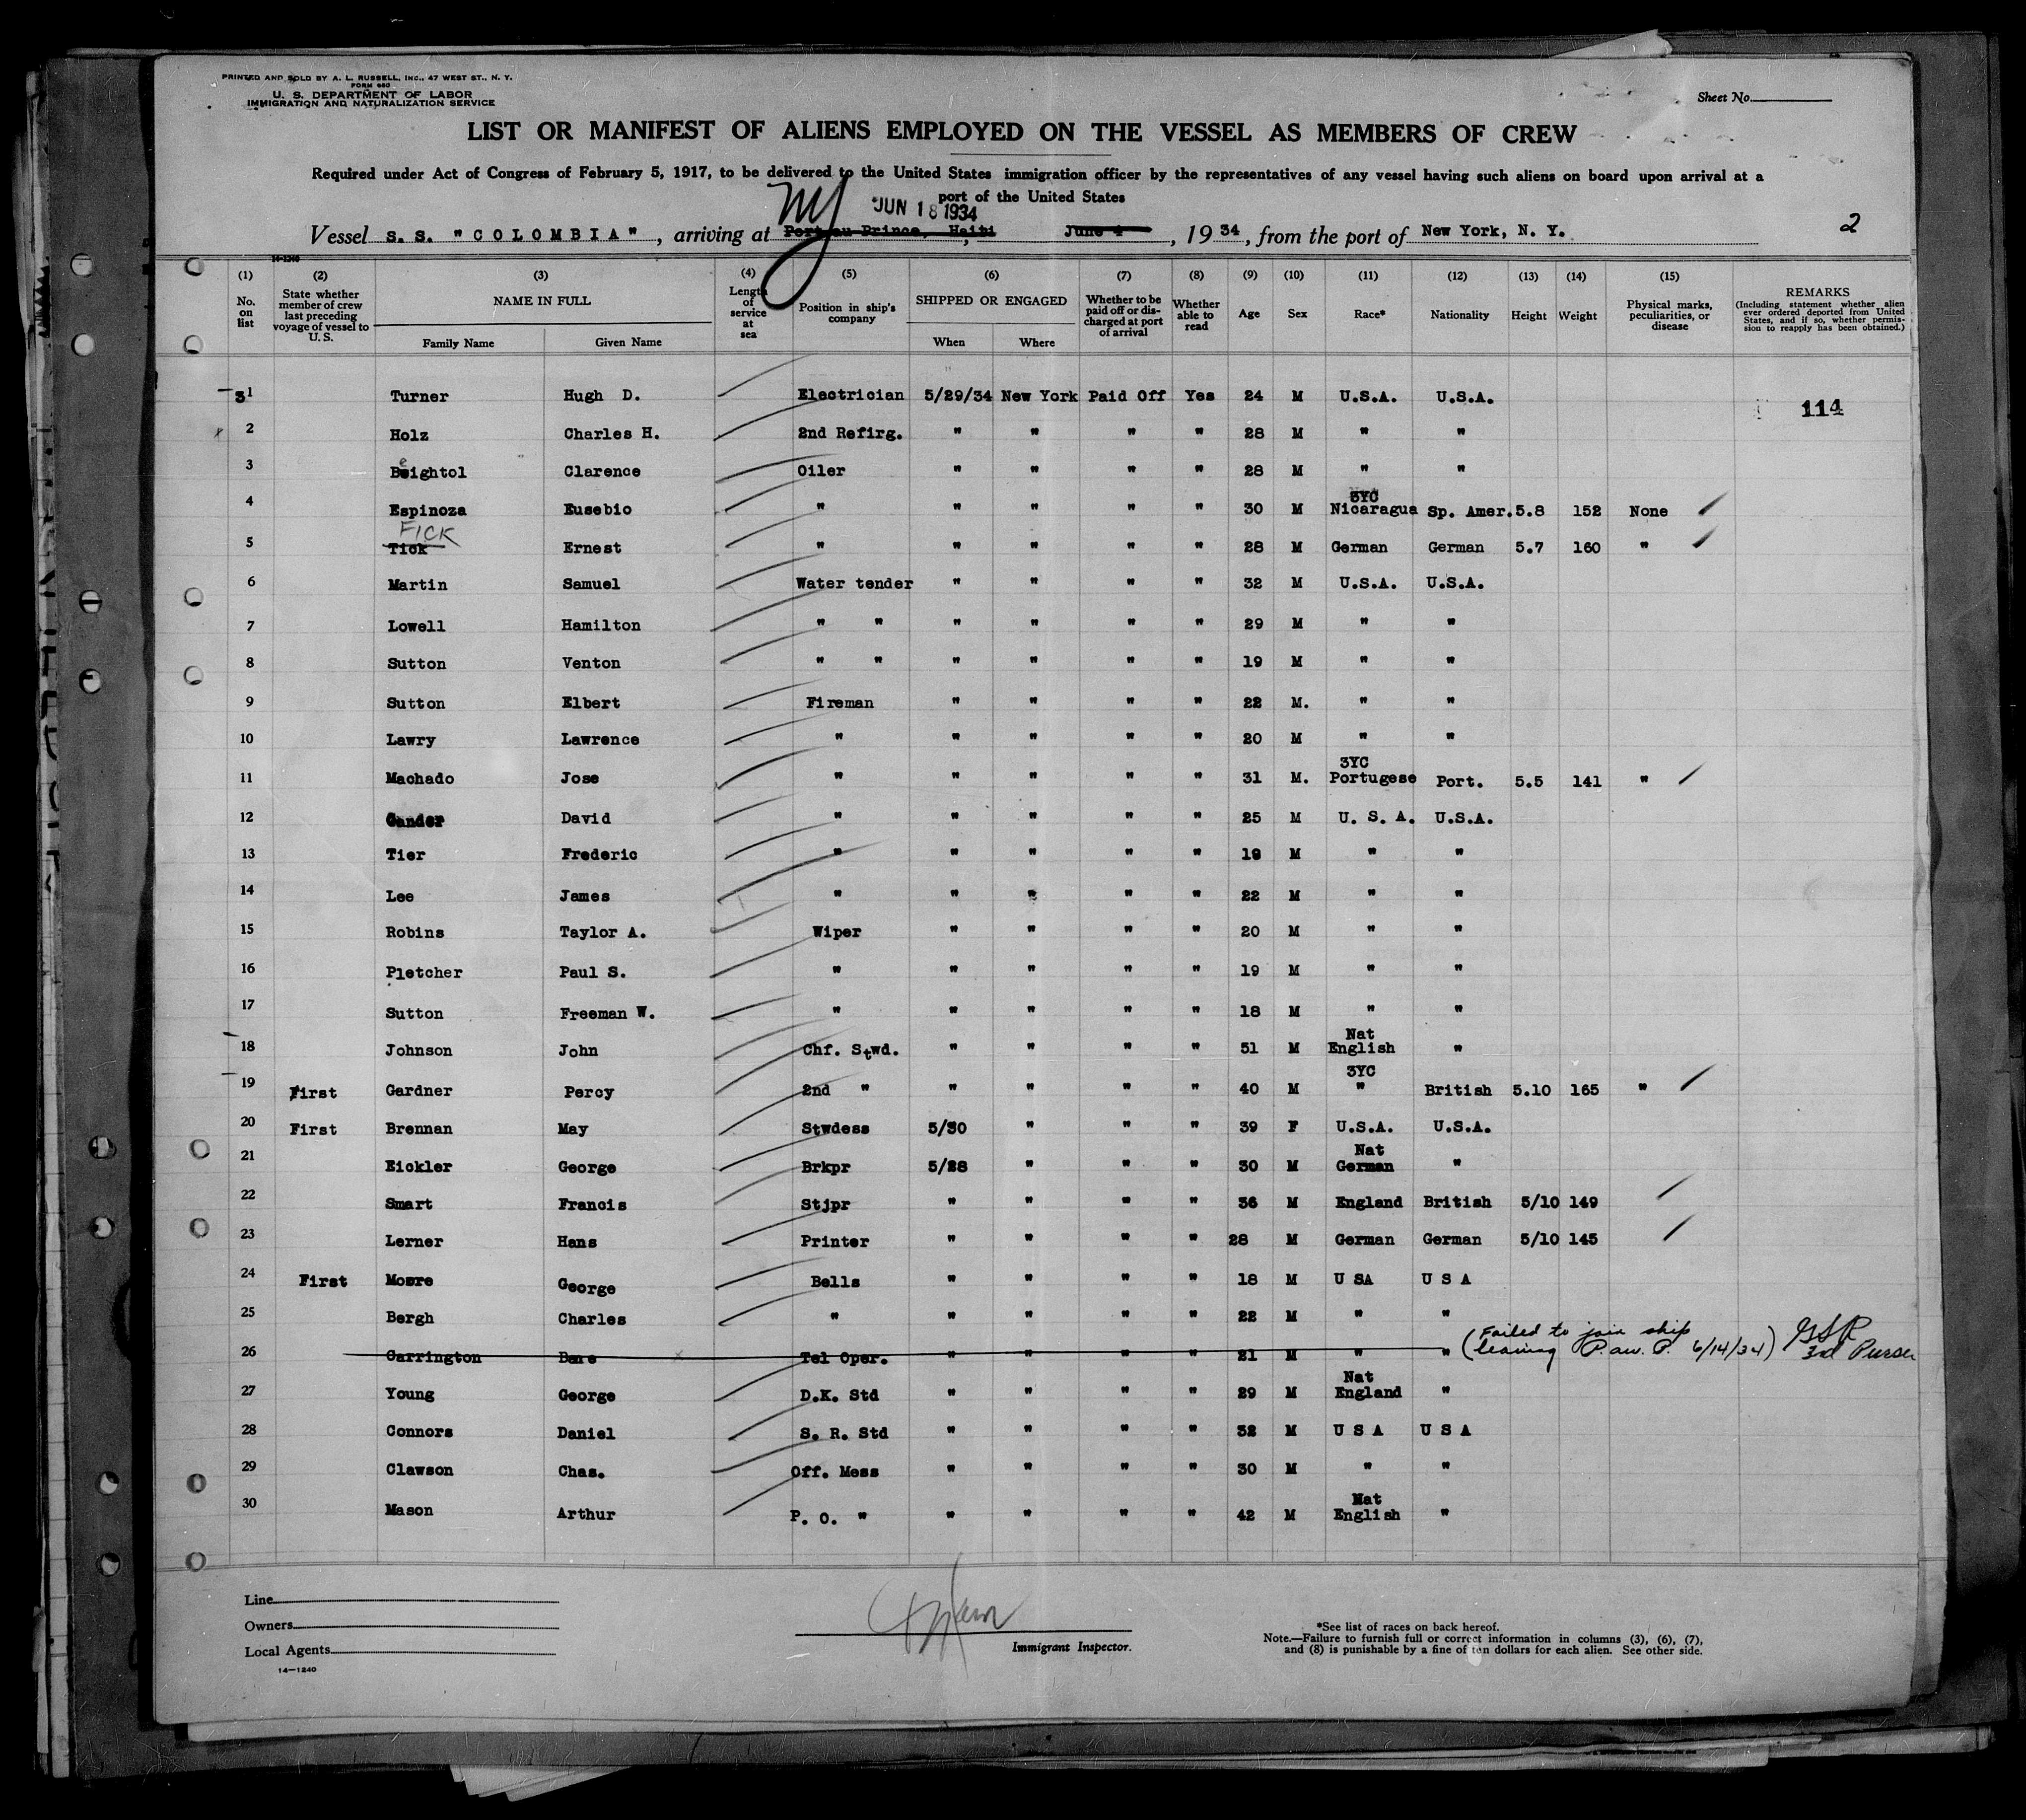 PRINTED AND SOLD BY A. L. RUSSELL, INC., 47 WEST ST., N. Y.
FORM 680
U. S. DEPARTMENT OF LABOR
IMMIGRATION AND NATURALIZATION SERVICE
Sheet No.
LIST OR MANIFEST OF ALIENS EMPLOYED ON THE VESSEL AS MEMBERS OF CREW
Required under Act of Congress of February 5, 1917, to be delivered to the United States immigration officer by the representatives of any vessel having such aliens on board upon arrival at a
port of the United States
NY JUN 18 1934
Vessel S. S. "COLOMBIA", arriving at Port au Prince, Haiti, June 4, 1934, from the port of New York, N. Y. 2
14-1240
(1) (2) (3) (4) (5) (6) (7) (8) (9) (10) (11) (12) (13) (14) (15)
No. on list State whether member of crew last preceding voyage of vessel to U. S. NAME IN FULL Family Name Given Name Length of service at sea Position in ship's company SHIPPED OR ENGAGED When Where Whether to be paid off or discharged at port of arrival Whether able to read Age Sex Race* Nationality Height Weight Physical marks, peculiarities, or disease REMARKS (Including statement whether alien ever ordered deported from United States, and if so, whether permission to reapply has been obtained.)
31 Turner Hugh D. Electrician 5/29/34 New York Paid Off Yes 24 M U.S.A. U.S.A. 114
2 Holz Charles H. 2nd Refirg. " " " " 28 M " "
3 Beightol Clarence Oiler " " " " 28 M " "
3YC
4 Espinoza Eusebio " " " " " 30 M Nicaragua Sp. Amer. 5.8 152 None
FICK
5 Tick Ernest " " " " " 28 M German German 5.7 160 "
6 Martin Samuel Water tender " " " " 32 M U.S.A. U.S.A.
7 Lowell Hamilton " " " " " " 29 M " "
8 Sutton Venton " " " " " " 19 M " "
9 Sutton Elbert Fireman " " " " 22 M. " "
10 Lawry Lawrence " " " " " 20 M " "
3YC
11 Machado Jose " " " " " 31 M. Portugese Port. 5.5 141 "
12 Gander David " " " " " 25 M U. S. A. U.S.A.
13 Tier Frederic " " " " " 19 M " "
14 Lee James " " " " " 22 M " "
15 Robins Taylor A. Wiper " " " " 20 M " "
16 Pletcher Paul S. " " " " " 19 M " "
17 Sutton Freeman W. " " " " " 18 M " "
Nat
18 Johnson John Chf. Stwd. " " " " 51 M English "
3YC
19 First Gardner Percy 2nd " " " " " 40 M " British 5.10 165 "
20 First Brennan May Stwdess 5/30 " " " 39 F U.S.A. U.S.A.
Nat
21 Eickler George Brkpr 5/28 " " " 30 M German "
22 Smart Francis Stjpr " " " " 36 M England British 5/10 149
23 Lerner Hans Printer " " " " 28 M German German 5/10 145
24 First Moore George Bells " " " " 18 M U SA U S A
25 Bergh Charles " " " " " 22 M " "
(Failed to join ship
26 Carrington Bare Tel Oper. " " " " 21 M " " leaving P. au. P. 6/14/34) GSR 3rd Purser
Nat
27 Young George D.K. Std " " " " 29 M England "
28 Connors Daniel S. R. Std " " " " 32 M U S A U S A
29 Clawson Chas. Off. Mess " " " " 30 M " "
Nat
30 Mason Arthur P. O. " " " " " 42 M English "
Line
Owners
Local Agents
14—1240
Immigrant Inspector.
*See list of races on back hereof.
Note.—Failure to furnish full or correct information in columns (3), (6), (7),
and (8) is punishable by a fine of ten dollars for each alien. See other side.